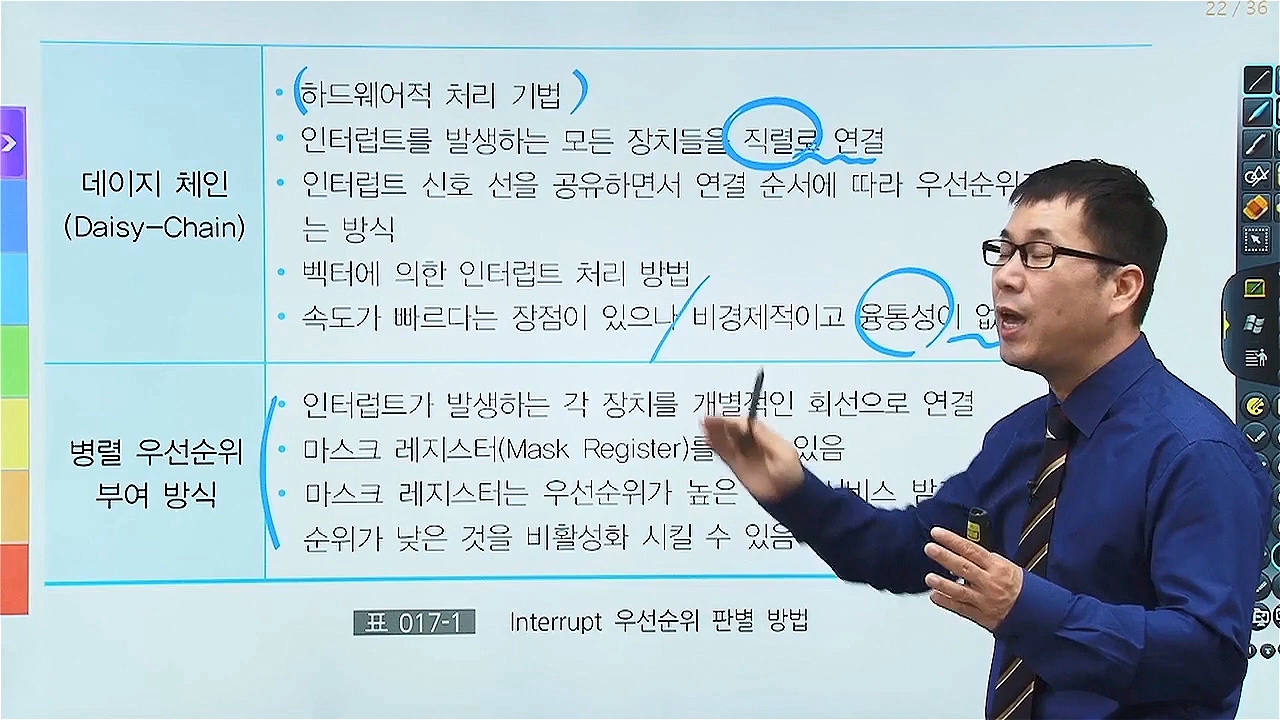 22 / 36
데이지 체인
(Daisy-Chain)
• 하드웨어적 처리 기법
• 인터럽트를 발생하는 모든 장치들을 직렬로 연결
• 인터럽트 신호 선을 공유하면서 연결 순서에 따라 우선순위
는 방식
• 벡터에 의한 인터럽트 처리 방법
• 속도가 빠르다는 장점이 있으나 비경제적이고 융통성이
병렬 우선순위
부여 방식
• 인터럽트가 발생하는 각 장치를 개별적인 회선으로 연결
• 마스크 레지스터(Mask Register)를 있음
• 마스크 레지스터는 우선순위가 높은
순위가 낮은 것을 비활성화 시킬 수 있음
표 017-1 Interrupt 우선순위 판별 방법